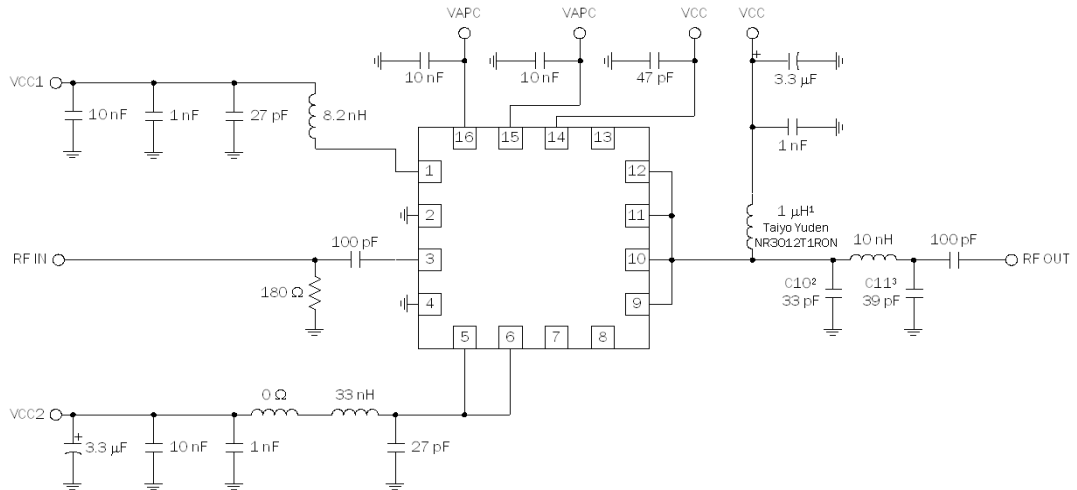 VAPC
VAPC
VCC
VCC
10 nF
10 nF
47 pF
3.3 µF
VCC1
10 nF
1 nF
27 pF
8.2 nH
1 nF
16
15
14
13
1
12
2
11
3
10
4
9
5
6
7
8
1 µH¹
Taiyo Yuden
NR3012T1R0N
RF IN
100 pF
180 Ω
10 nH
100 pF
RF OUT
C10²
33 pF
C11³
39 pF
0 Ω
33 nH
VCC2
3.3 µF
10 nF
1 nF
27 pF